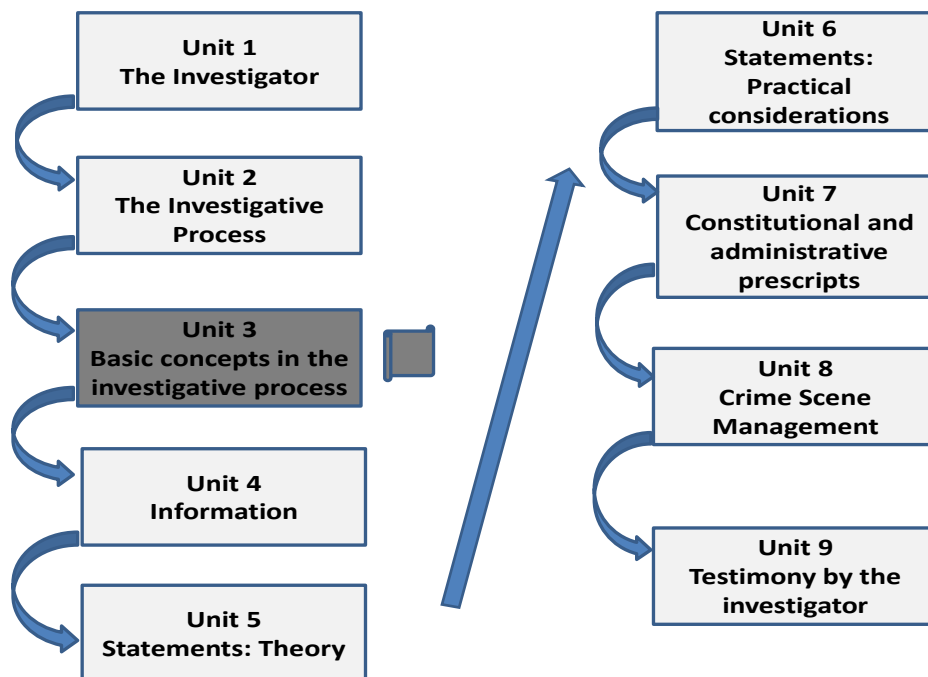 Unit 1
The Investigator
Unit 2
The Investigative
Process
Unit 3
Basic concepts in the
investigative process
Unit 4
Information
Unit 5
Statements: Theory
Unit 6
Statements:
Practical
considerations
Unit 7
Constitutional and
administrative
prescripts
Unit 8
Crime Scene
Management
Unit 9
Testimony by the
investigator